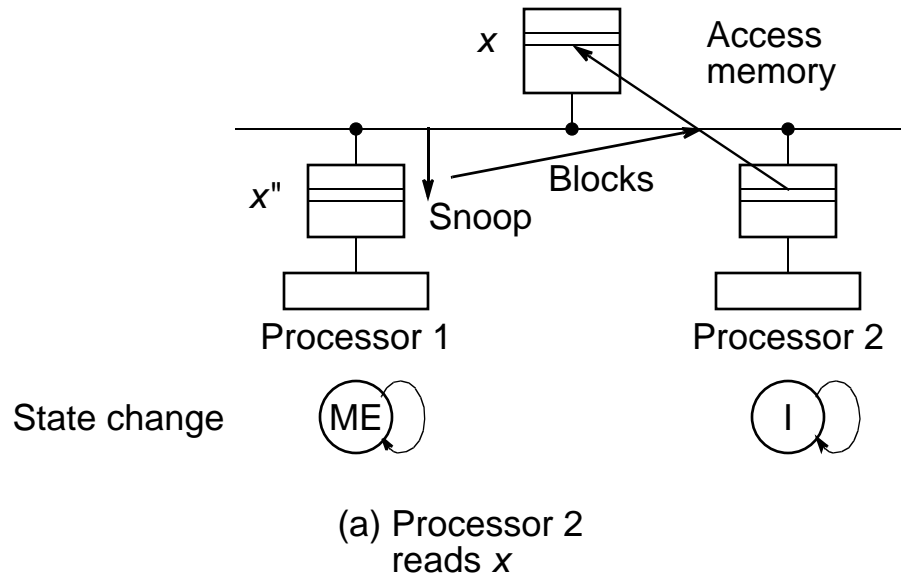 x
Access
memory
x"
Blocks
Snoop
Processor 1
Processor 2
State change
ME
I
(a) Processor 2
reads x